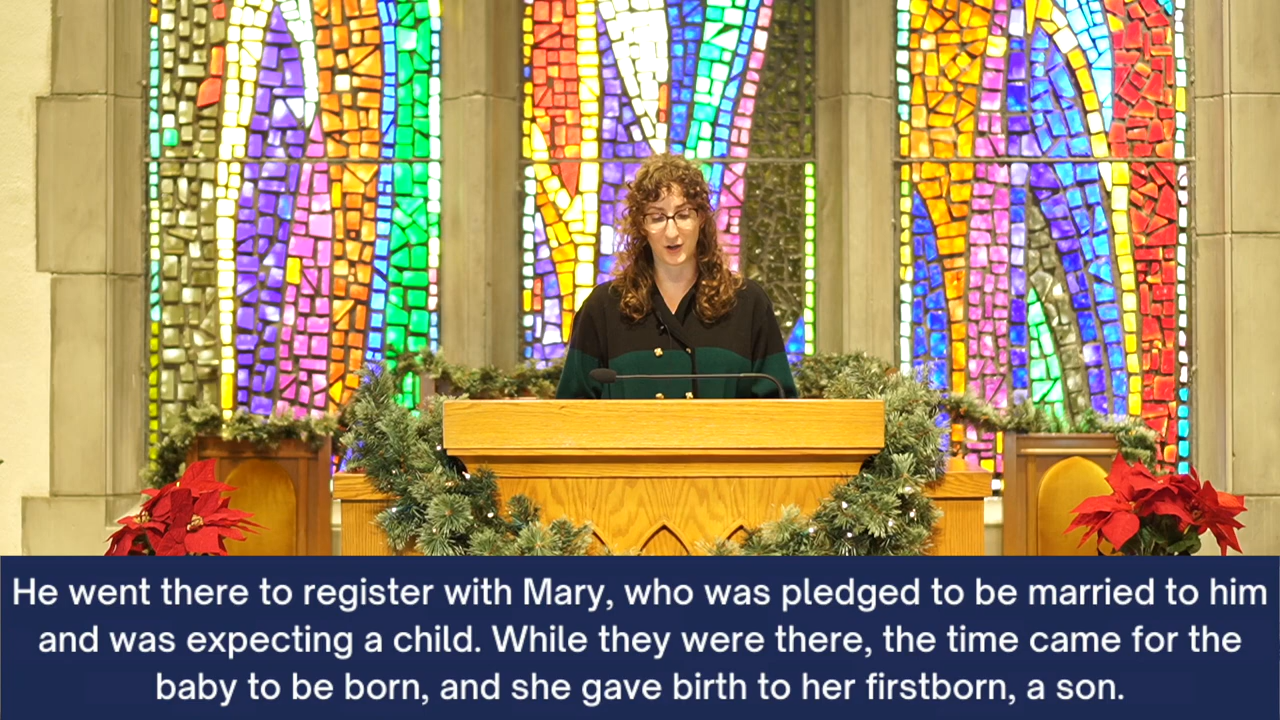 He went there to register with Mary, who was pledged to be married to him
and was expecting a child. While they were there, the time came for the
baby to be born, and she gave birth to her firstborn, a son.